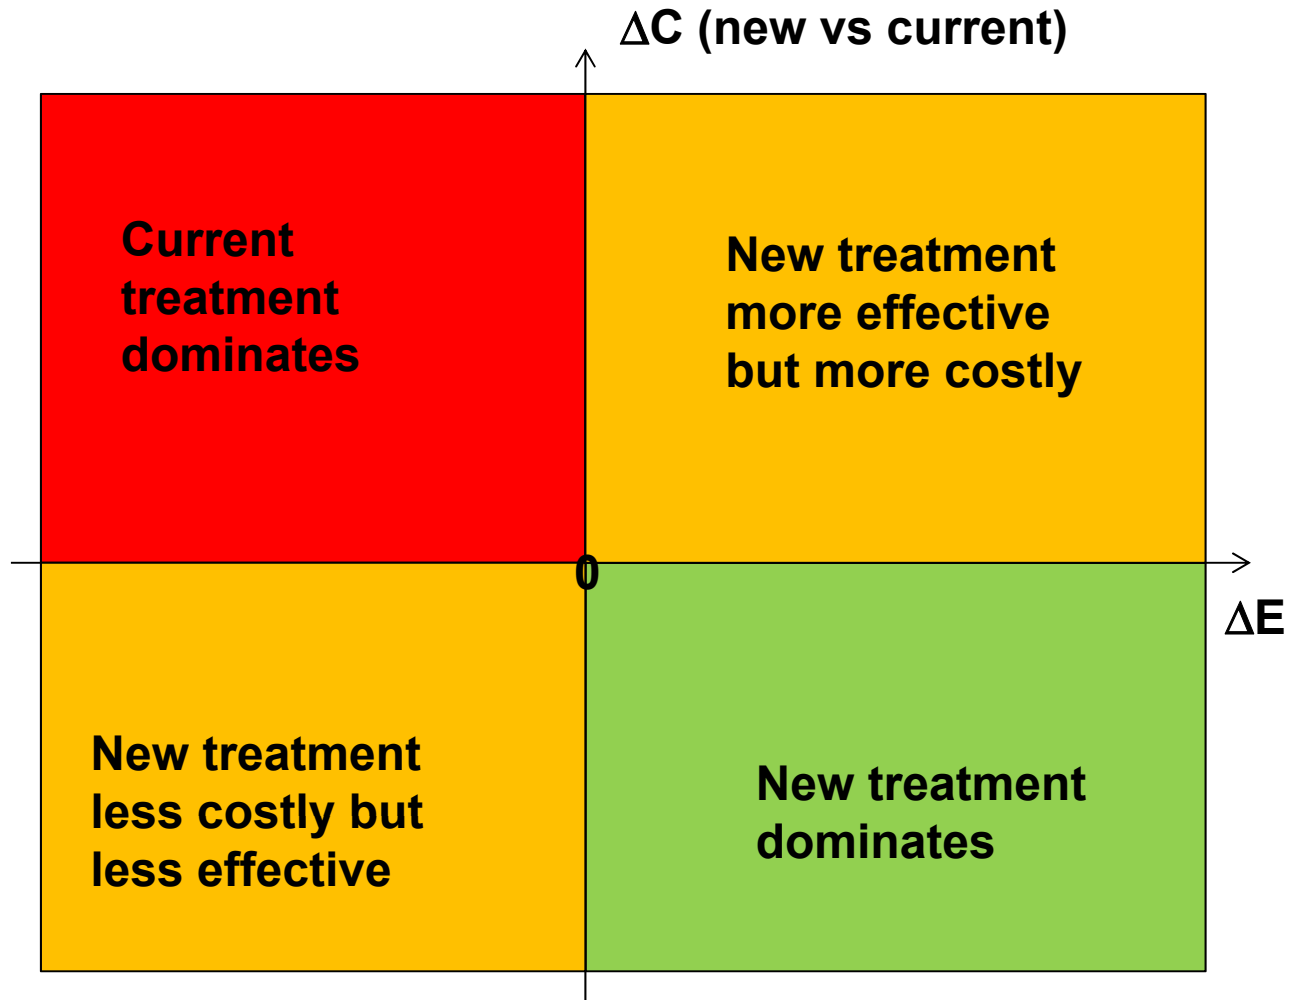 ΔC (new vs current)
Current
treatment
dominates
New treatment
more effective
but more costly
0
ΔE
New treatment
less costly but
less effective
New treatment
dominates